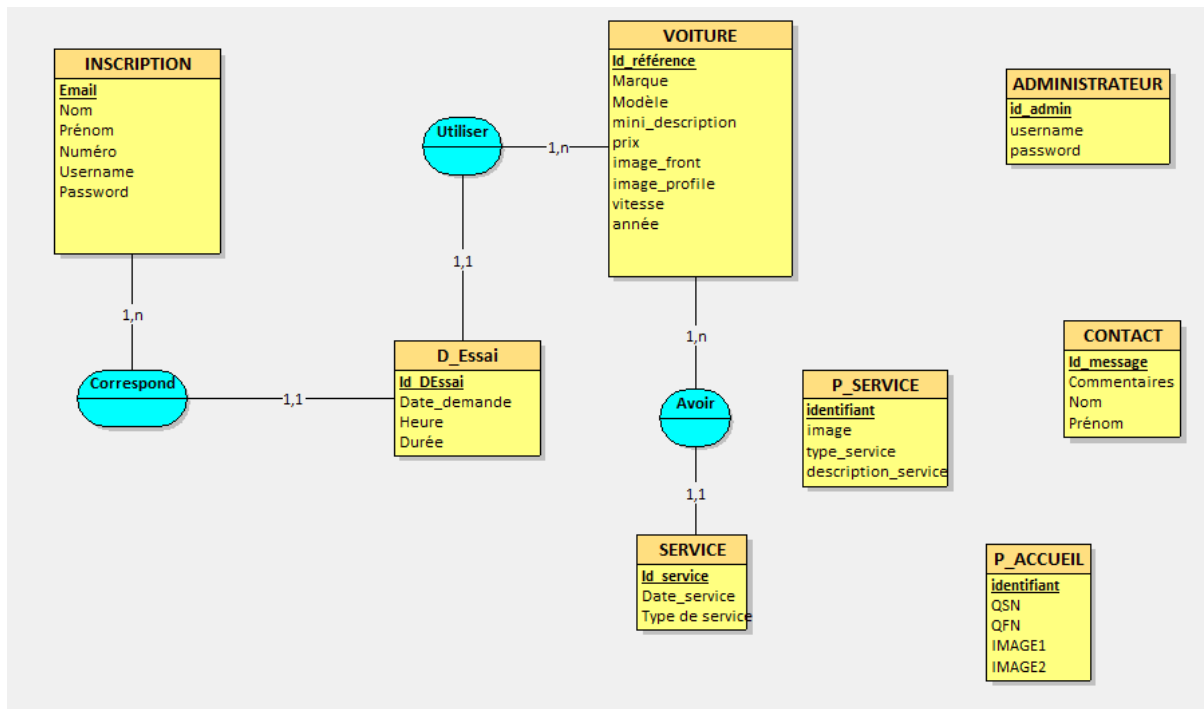 INSCRIPTION
Email
Nom
Prénom
Numéro
Username
Password
1,n
Correspond
1,1
Utiliser
1,n
1,1
D_Essai
Id_DEssai
Date_demande
Heure
Durée
VOITURE
Id_référence
Marque
Modèle
mini_description
prix
image_front
image_profile
vitesse
année
1,n
Avoir
1,1
SERVICE
Id_service
Date_service
Type de service
P_SERVICE
identifiant
image
type_service
description_service
ADMINISTRATEUR
id_admin
username
password
CONTACT
Id_message
Commentaires
Nom
Prénom
P_ACCUEIL
identifiant
QSN
QFN
IMAGE1
IMAGE2